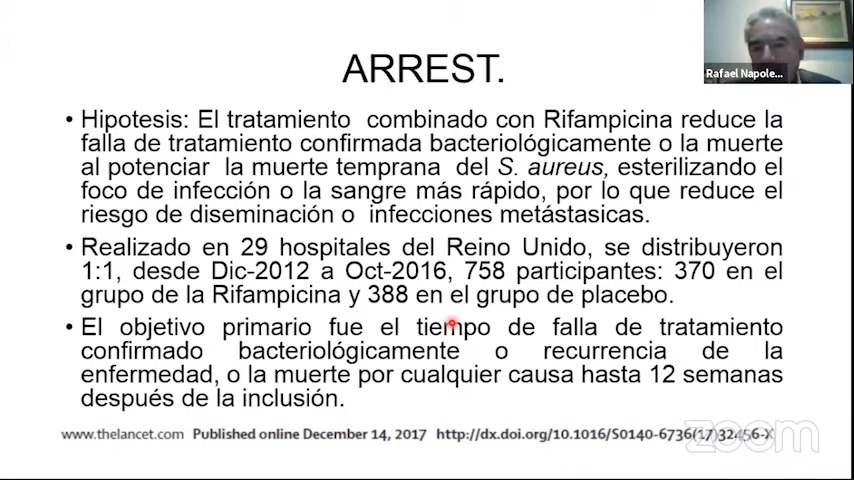 Rafael Napole...
ARREST.
• Hipotesis: El tratamiento combinado con Rifampicina reduce la
falla de tratamiento confirmada bacteriológicamente o la muerte
al potenciar la muerte temprana del S. aureus, esterilizando el
foco de infección o la sangre más rápido, por lo que reduce el
riesgo de diseminación o infecciones metástasicas.
• Realizado en 29 hospitales del Reino Unido, se distribuyeron
1:1, desde Dic-2012 a Oct-2016, 758 participantes: 370 en el
grupo de la Rifampicina y 388 en el grupo de placebo.
• El objetivo primario fue el tiempo de falla de tratamiento
confirmado bacteriológicamente o recurrencia de la
enfermedad, o la muerte por cualquier causa hasta 12 semanas
después de la inclusión.
www.thelancet.com Published online December 14, 2017 http://dx.doi.org/10.1016/S0140-6736(17)32456-X
zoom